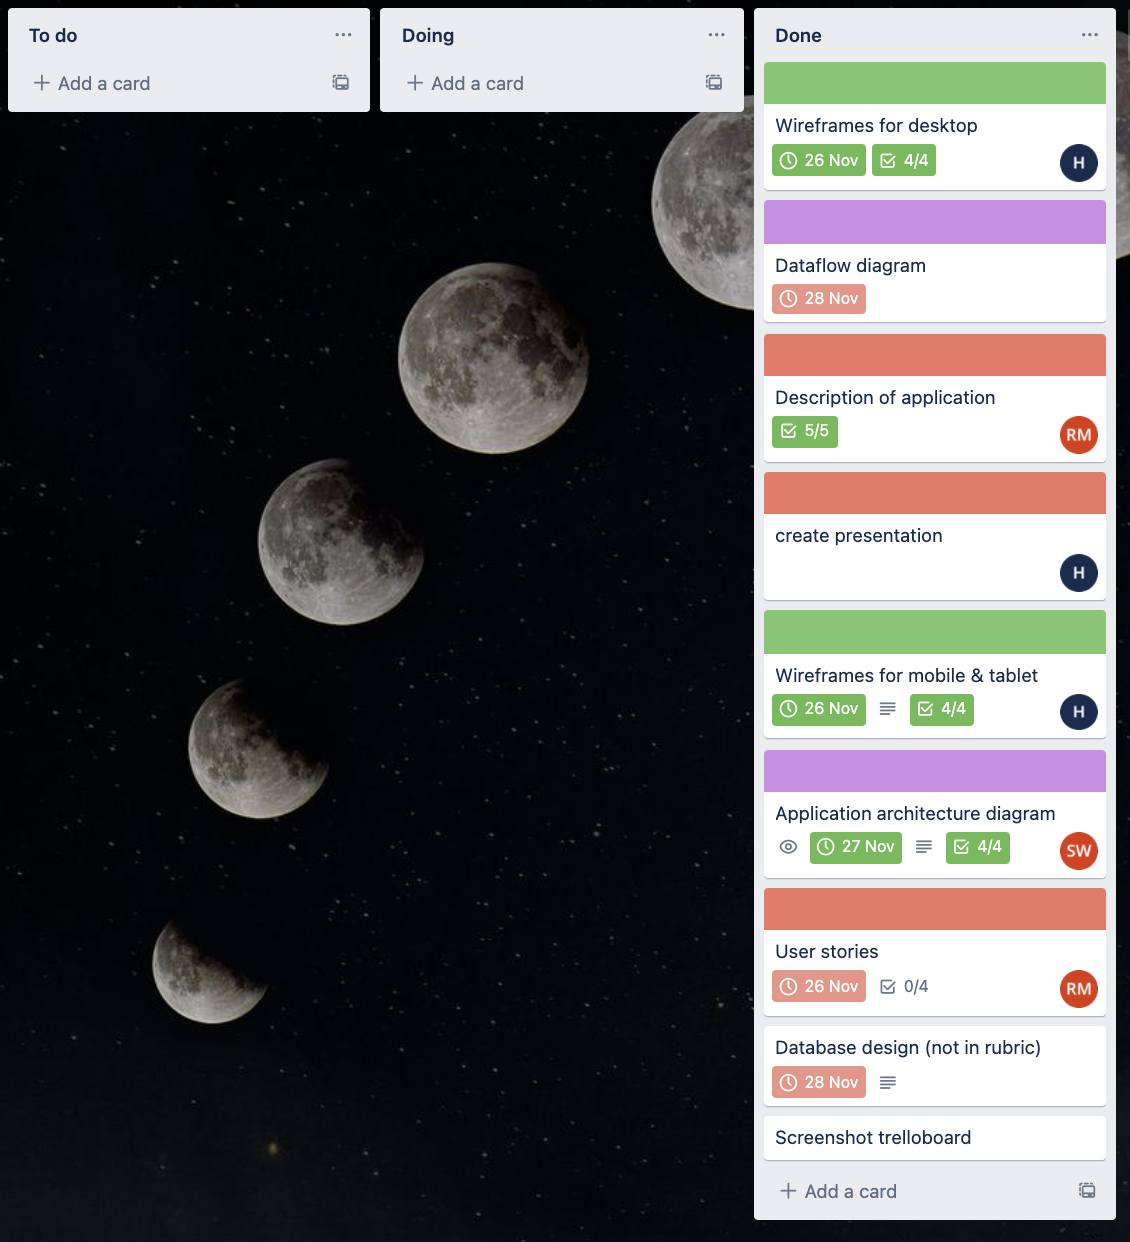 To do
Add a card
Doing
Add a card
Done
Wireframes for desktop
26 Nov 4/4 H
Dataflow diagram
28 Nov
Description of application
5/5 RM
create presentation
H
Wireframes for mobile & tablet
26 Nov 4/4 H
Application architecture diagram
27 Nov 4/4 SW
User stories
26 Nov 0/4 RM
Database design (not in rubric)
28 Nov
Screenshot trelloboard
Add a card